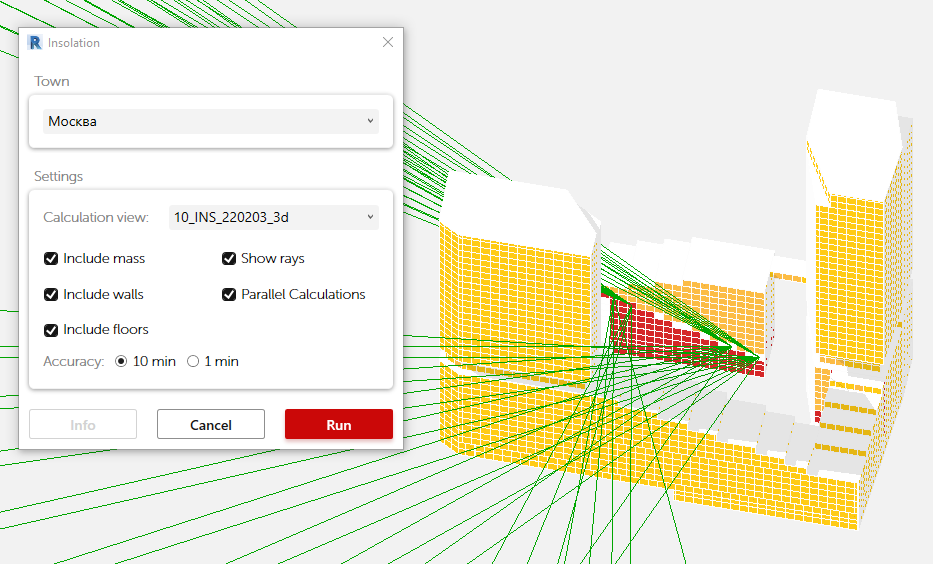 Insolation
Town
Москва
Settings
Calculation view: 10_INS_220203_3d
Include mass Show rays
Include walls Parallel Calculations
Include floors
Accuracy: 10 min 1 min
Info Cancel Run